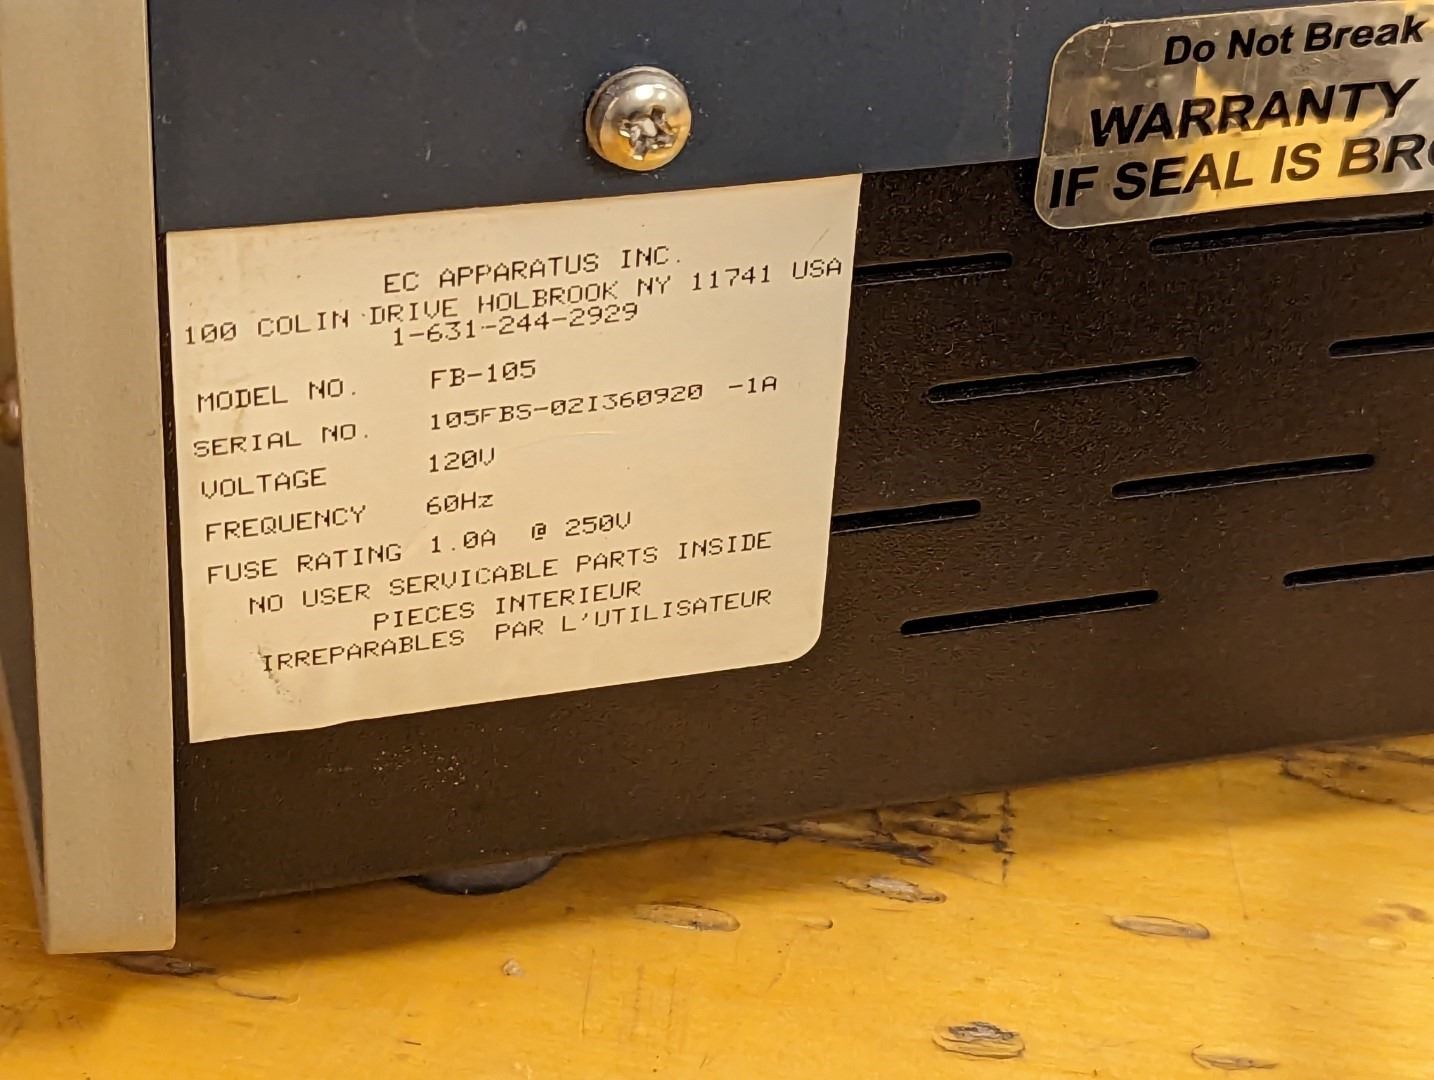 Do Not Break
WARRANTY
IF SEAL IS
EC APPARATUS INC.
100 COLIN DRIVE HOLBROOK NY 11741 USA
1-631-244-2929
MODEL NO. FB-105
SERIAL NO. 105FBS-02I360920 -1A
VOLTAGE 120V
FREQUENCY 60Hz
FUSE RATING 1.0A @ 250V
NO USER SERVICABLE PARTS INSIDE
PIECES INTERIEUR
IRREPARABLES PAR L'UTILISATEUR